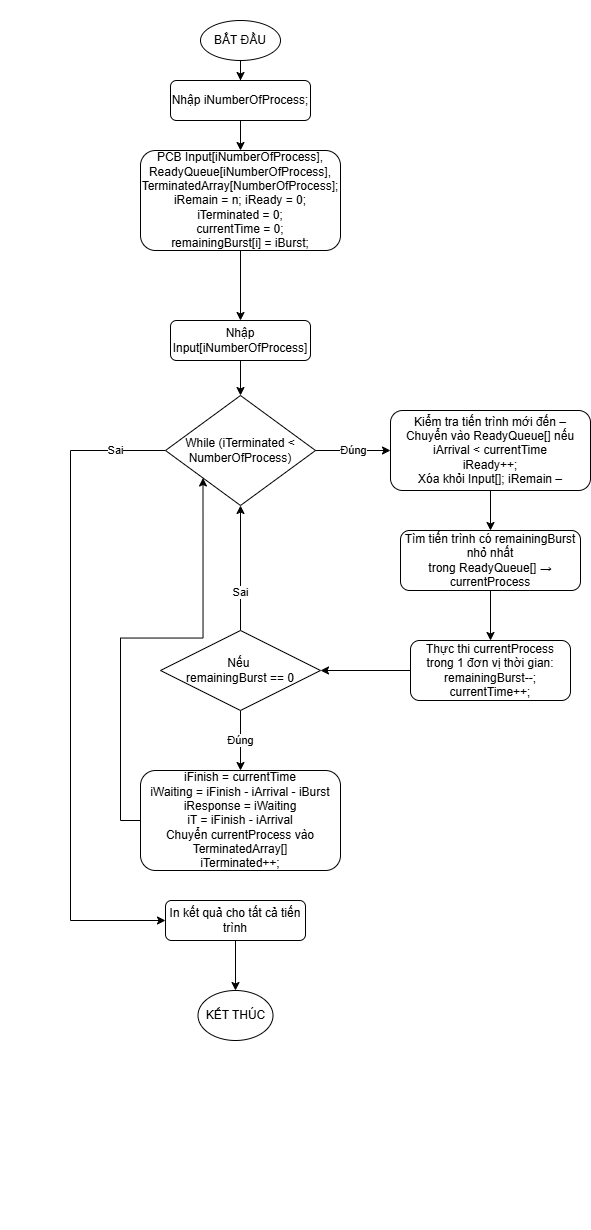 BẮT ĐẦU
Nhập iNumberOfProcess;
PCB Input[iNumberOfProcess],
ReadyQueue[iNumberOfProcess],
TerminatedArray[NumberOfProcess];
iRemain = n; iReady = 0;
iTerminated = 0;
currentTime = 0;
remainingBurst[i] = iBurst;
Nhập
Input[iNumberOfProcess]
While (iTerminated <
NumberOfProcess)
Sai
Đúng
Kiểm tra tiến trình mới đến –
Chuyển vào ReadyQueue[] nếu
iArrival < currentTime
iReady++;
Xóa khỏi Input[]; iRemain –
Tìm tiến trình có remainingBurst
nhỏ nhất
trong ReadyQueue[] →
currentProcess
Thực thi currentProcess
trong 1 đơn vị thời gian:
remainingBurst--;
currentTime++;
Sai
Nếu
remainingBurst == 0
Đúng
iFinish = currentTime
iWaiting = iFinish - iArrival - iBurst
iResponse = iWaiting
iT = iFinish - iArrival
Chuyển currentProcess vào
TerminatedArray[]
iTerminated++;
In kết quả cho tất cả tiến
trình
KẾT THÚC